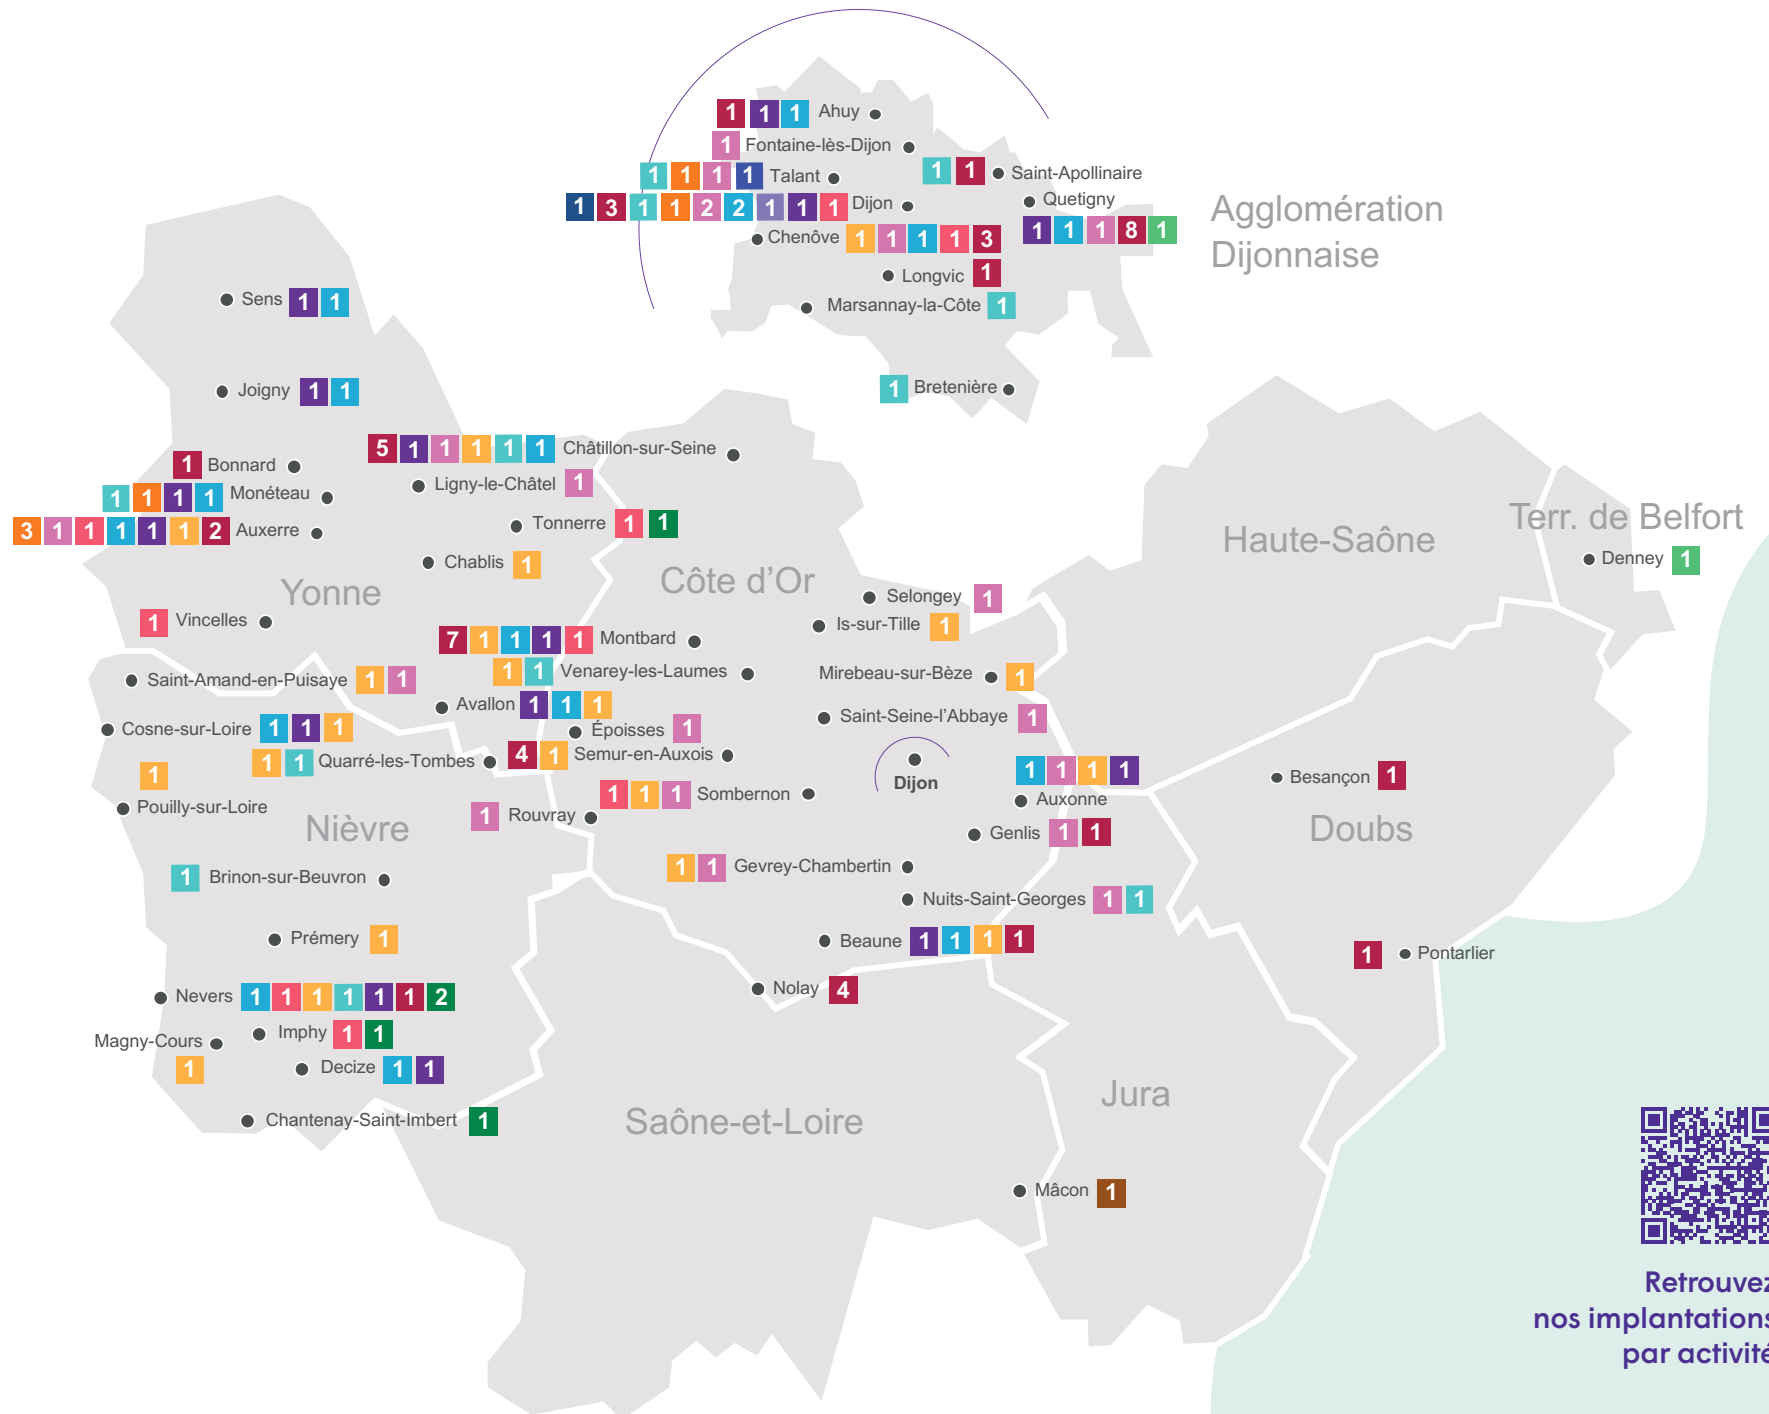 1 1 1 Ahuy
1 Fontaine-lès-Dijon
1 1 1 1 Talant
1 1 Saint-Apollinaire
1 3 1 1 2 2 1 1 1 Dijon
Quetigny
1 1 1 8 1
Chenôve 1 1 1 1 3
Longvic 1
Marsannay-la-Côte 1
1 Bretenière
Agglomération
Dijonnaise
Sens 1 1
Joigny 1 1
5 1 1 1 1 1 Châtillon-sur-Seine
1 Bonnard
Ligny-le-Châtel 1
1 1 1 1 Monéteau
3 1 1 1 1 1 2 Auxerre
Tonnerre 1 1
Chablis 1
Yonne
Côte d’Or
Haute-Saône
Terr. de Belfort
Denney 1
Selongey 1
1 Vincelles
Is-sur-Tille 1
7 1 1 1 1 Montbard
1 1 Venarey-les-Laumes
Mirebeau-sur-Bèze 1
Saint-Amand-en-Puisaye 1 1
Avallon 1 1 1
Saint-Seine-l’Abbaye 1
Cosne-sur-Loire 1 1 1
Époisses 1
1 1 Quarré-les-Tombes
4 1 Semur-en-Auxois
1
Pouilly-sur-Loire
Dijon
1 1 1 1
Auxonne
Besançon 1
1 1 1 Sombernon
1 Rouvray
Nièvre
Doubs
Genlis 1 1
1 1 Gevrey-Chambertin
1 Brinon-sur-Beuvron
Nuits-Saint-Georges 1 1
Prémery 1
Beaune 1 1 1 1
1 Pontarlier
Nevers 1 1 1 1 1 1 2
Nolay 4
Imphy 1 1
Magny-Cours
1
Decize 1 1
Chantenay-Saint-Imbert 1
Saône-et-Loire
Jura
Mâcon 1
Retrouvez
nos implantations
par activité